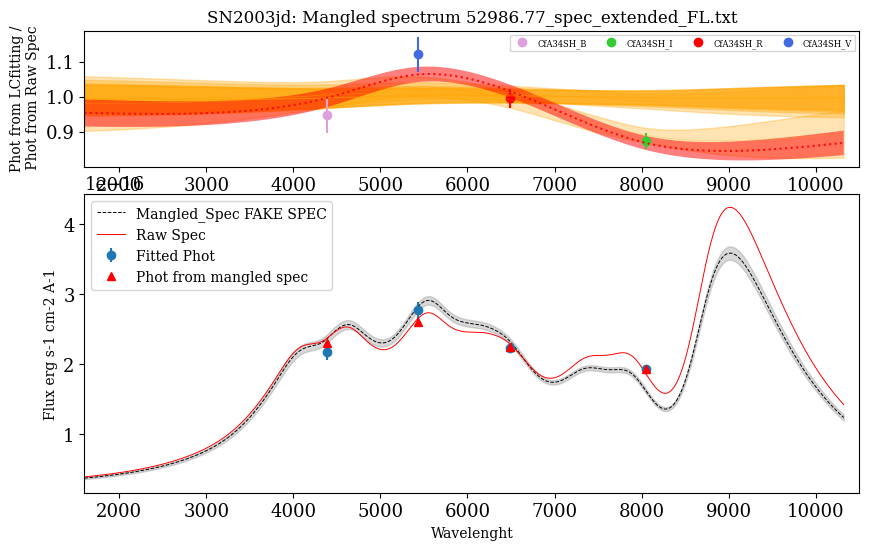 SN2003jd: Mangled spectrum 52986.77_spec_extended_FL.txt
Phot from LCfitting /
Phot from Raw Spec
1.1
1.0
0.9
CfA34SH_B
CfA34SH_I
CfA34SH_R
CfA34SH_V
2000 3000 4000 5000 6000 7000 8000 9000 10000
1e−16
Flux erg s-1 cm-2 A-1
4
3
2
1
Mangled_Spec FAKE SPEC
Raw Spec
Fitted Phot
Phot from mangled spec
2000 3000 4000 5000 6000 7000 8000 9000 10000
Wavelenght